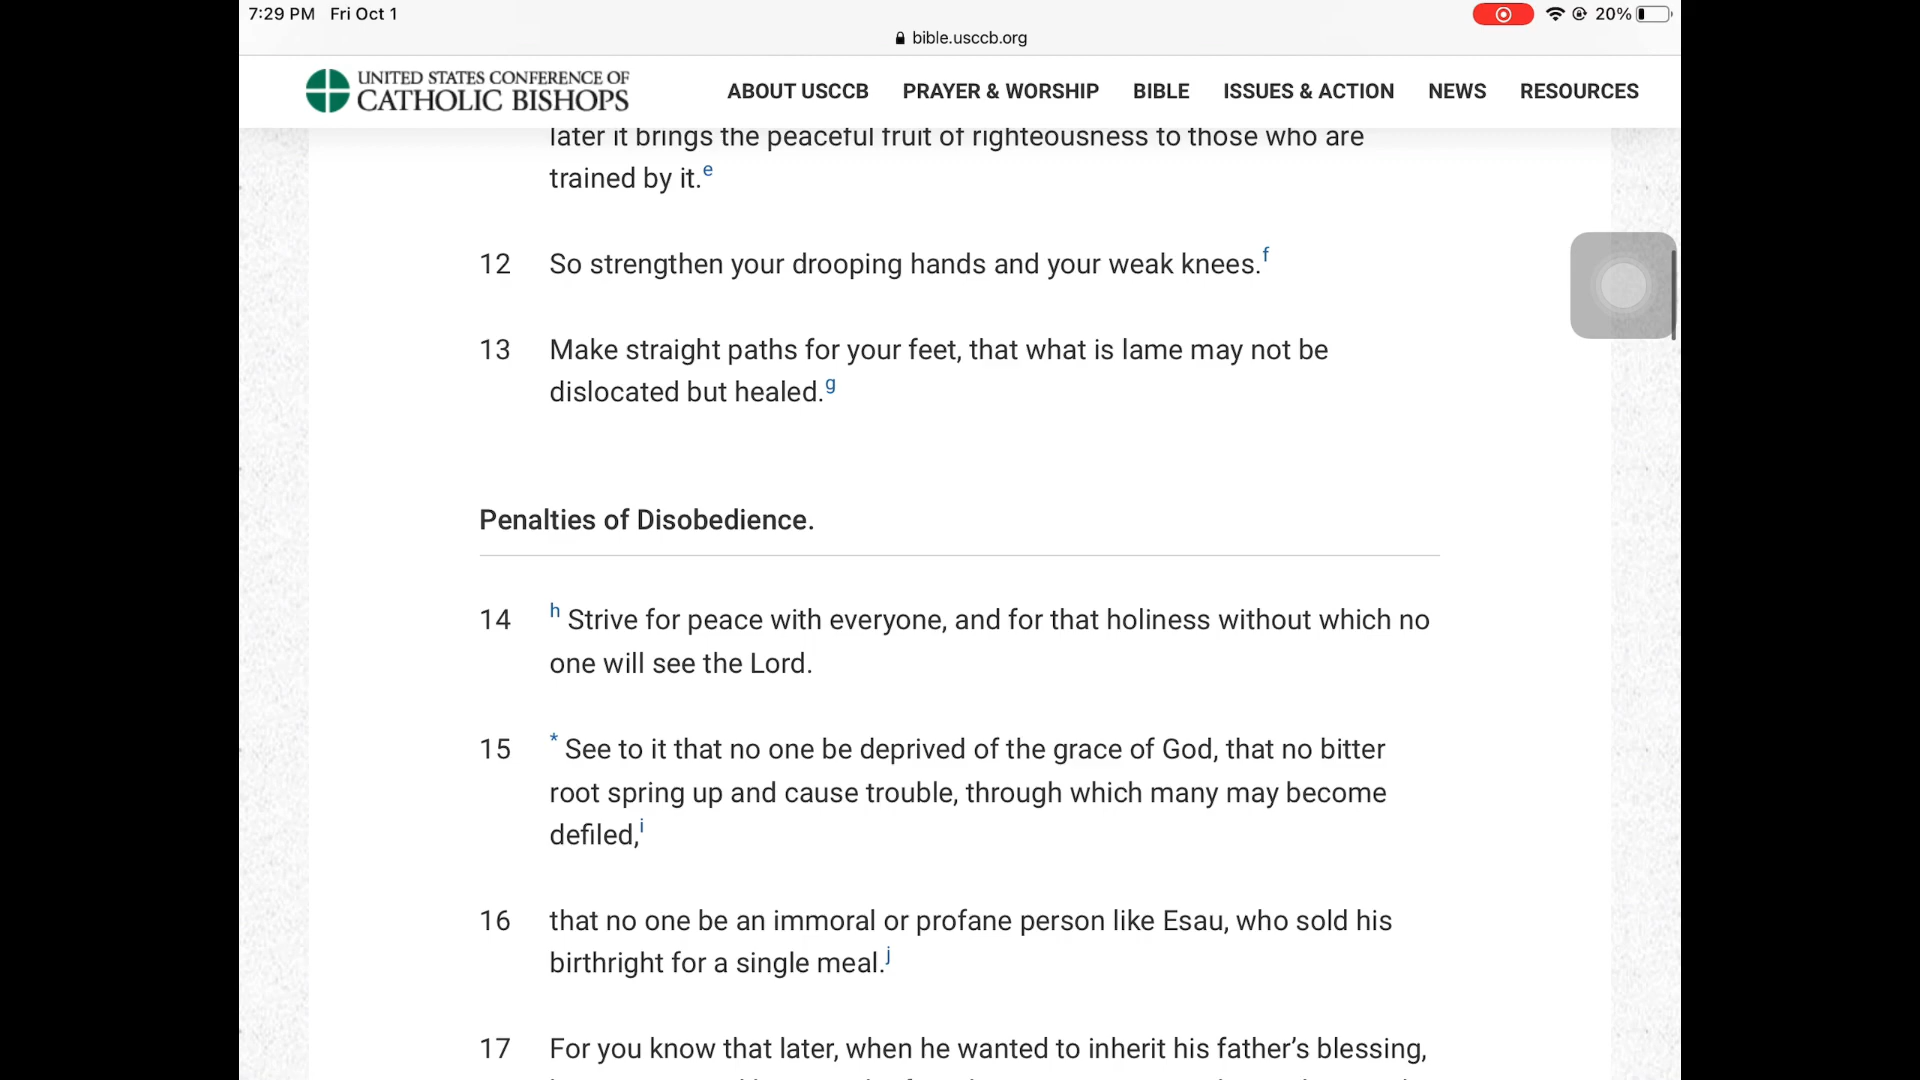 7:29 PM Fri Oct 1
20%
bible.usccb.org
UNITED STATES CONFERENCE OF
CATHOLIC BISHOPS
ABOUT USCCB PRAYER & WORSHIP BIBLE ISSUES & ACTION NEWS RESOURCES
later it brings the peaceful fruit of righteousness to those who are
trained by it.e
12 So strengthen your drooping hands and your weak knees.f
13 Make straight paths for your feet, that what is lame may not be
dislocated but healed.g
Penalties of Disobedience.
14 h Strive for peace with everyone, and for that holiness without which no
one will see the Lord.
15 * See to it that no one be deprived of the grace of God, that no bitter
root spring up and cause trouble, through which many may become
defiled,i
16 that no one be an immoral or profane person like Esau, who sold his
birthright for a single meal.j
17 For you know that later, when he wanted to inherit his father’s blessing,